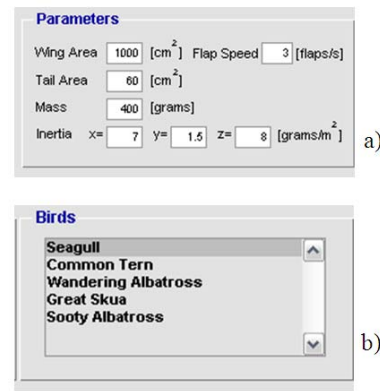 Parameters
Wing Area 1000 [cm²] Flap Speed 3 [flaps/s]
Tail Area 60 [cm²]
Mass 400 [grams]
Inertia x= 7 y= 1.5 z= 8 [grams/m²]
a)
Birds
Seagull
Common Tern
Wandering Albatross
Great Skua
Sooty Albatross
b)